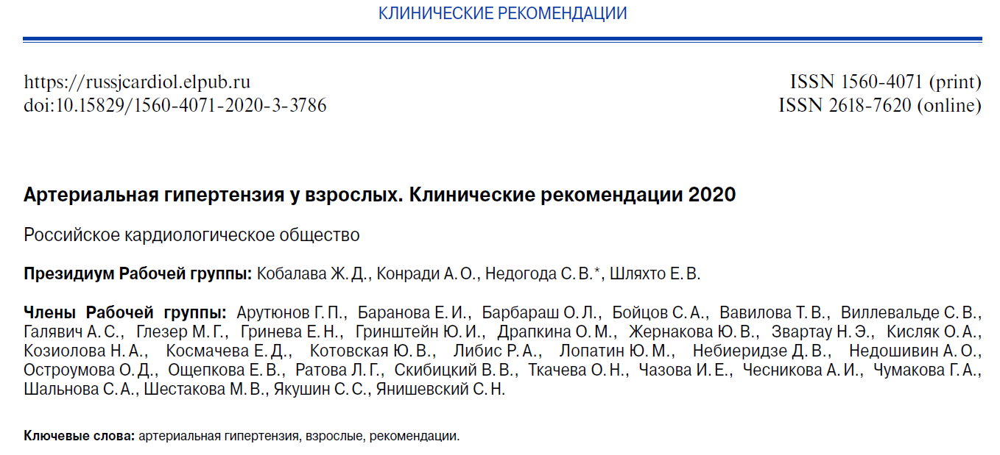 КЛИНИЧЕСКИЕ РЕКОМЕНДАЦИИ
https://russjcardiol.elpub.ru
ISSN 1560-4071 (print)
doi:10.15829/1560-4071-2020-3-3786
ISSN 2618-7620 (online)
Артериальная гипертензия у взрослых. Клинические рекомендации 2020
Российское кардиологическое общество
Президиум Рабочей группы: Кобалава Ж. Д., Конради А. О., Недогода С. В.*, Шляхто Е. В.
Члены Рабочей группы: Арутюнов Г. П., Баранова Е. И., Барбараш О. Л., Бойцов С. А., Вавилова Т. В., Виллевальде С. В.,
Галявич А. С., Глезер М. Г., Гринева Е. Н., Гринштейн Ю. И., Драпкина О. М., Жернакова Ю. В., Звартау Н. Э., Кисляк О. А.,
Козиолова Н. А., Космачева Е. Д., Котовская Ю. В., Либис Р. А., Лопатин Ю. М., Небиеридзе Д. В., Недошивин А. О.,
Остроумова О. Д., Ощепкова Е. В., Ратова Л. Г., Скибицкий В. В., Ткачева О. Н., Чазова И. Е., Чесникова А. И., Чумакова Г. А.,
Шальнова С. А., Шестакова М. В., Якушин С. С., Янишевский С. Н.
Ключевые слова: артериальная гипертензия, взрослые, рекомендации.